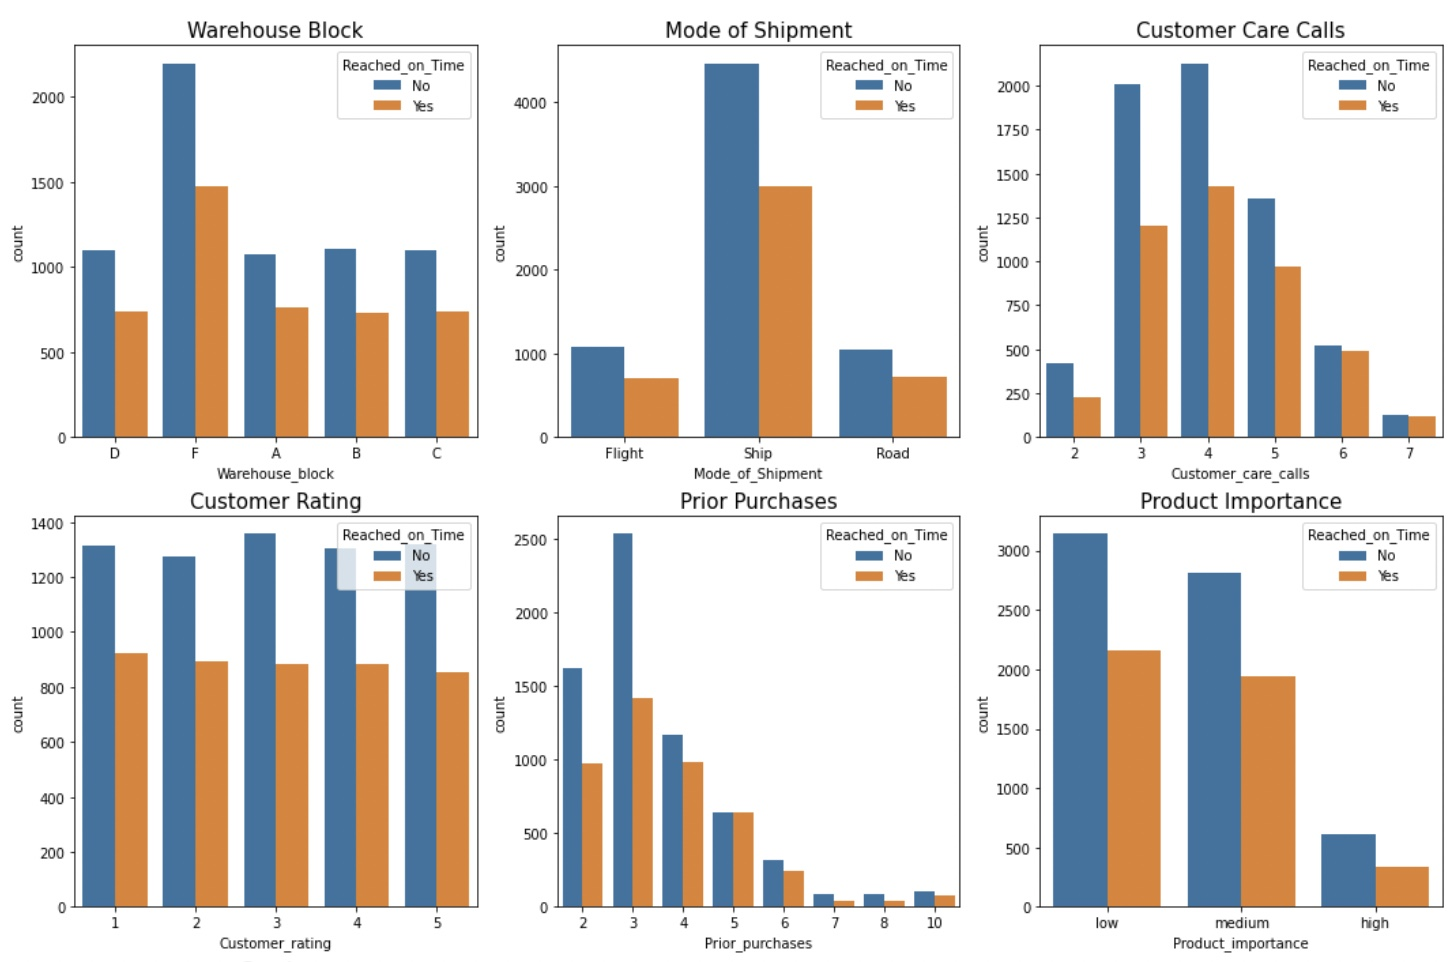 Warehouse Block
Reached_on_Time
No
Yes
2000
1500
1000
500
0
count
D F A B C
Warehouse_block
Mode of Shipment
Reached_on_Time
No
Yes
4000
3000
2000
1000
0
count
Flight Ship Road
Mode_of_Shipment
Customer Care Calls
Reached_on_Time
No
Yes
2000
1750
1500
1250
1000
750
500
250
0
count
2 3 4 5 6 7
Customer_care_calls
Customer Rating
Reached_on_Time
No
Yes
1400
1200
1000
800
600
400
200
0
count
1 2 3 4 5
Customer_rating
Prior Purchases
Reached_on_Time
No
Yes
2500
2000
1500
1000
500
0
count
2 3 4 5 6 7 8 10
Prior_purchases
Product Importance
Reached_on_Time
No
Yes
3000
2500
2000
1500
1000
500
0
count
low medium high
Product_importance